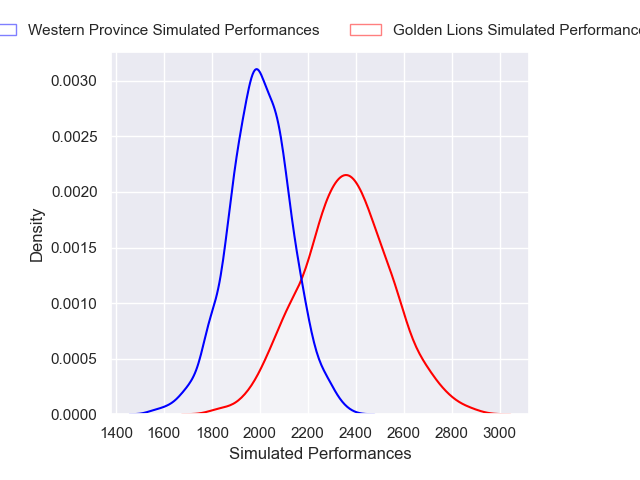 Western Province Simulated Performances Golden Lions Simulated Performance
0.0030
0.0025
0.0020
0.0015
0.0010
0.0005
0.0000
Density
1400 1600 1800 2000 2200 2400 2600 2800 3000
Simulated Performances